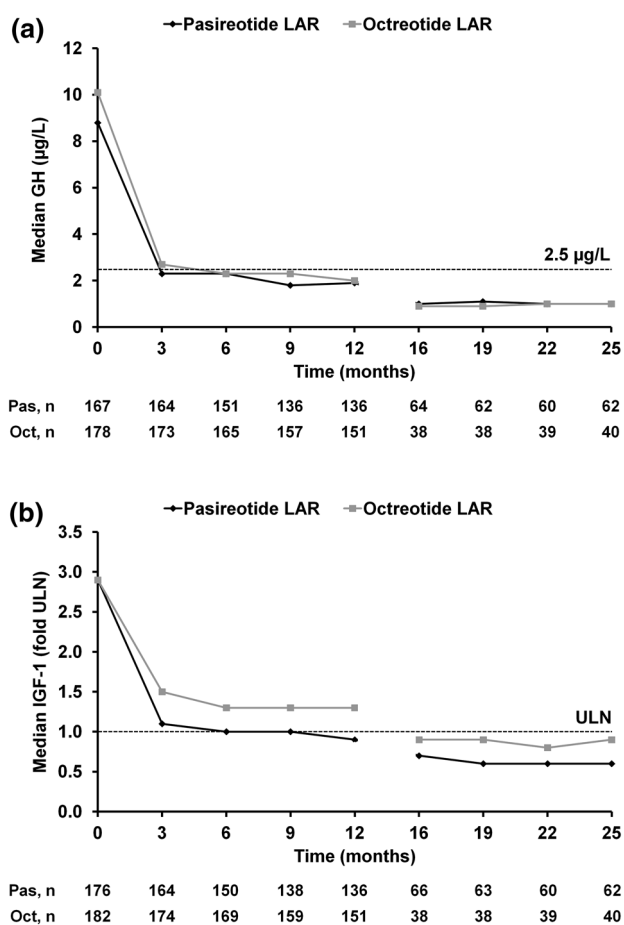 (a)
Pasireotide LAR Octreotide LAR
12
10
8
6
4
2
0
Median GH (µg/L)
2.5 µg/L
0 3 6 9 12 16 19 22 25
Time (months)
Pas, n 167 164 151 136 136 64 62 60 62
Oct, n 178 173 165 157 151 38 38 39 40
(b)
Pasireotide LAR Octreotide LAR
3.5
3.0
2.5
2.0
1.5
1.0
0.5
0.0
Median IGF-1 (fold ULN)
ULN
0 3 6 9 12 16 19 22 25
Time (months)
Pas, n 176 164 150 138 136 66 63 60 62
Oct, n 182 174 169 159 151 38 38 39 40